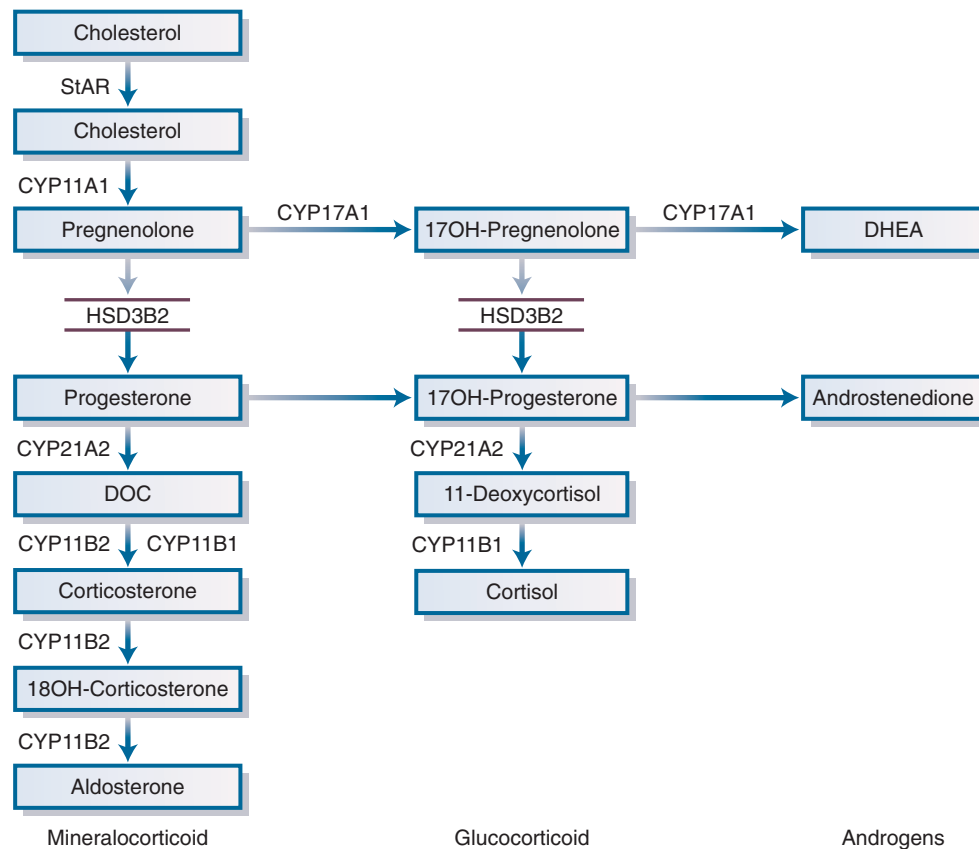 Cholesterol
StAR
Cholesterol
CYP11A1
Pregnenolone
CYP17A1
17OH-Pregnenolone
CYP17A1
DHEA
HSD3B2
HSD3B2
Progesterone
17OH-Progesterone
Androstenedione
CYP21A2
CYP21A2
DOC
11-Deoxycortisol
CYP11B2
CYP11B1
CYP11B1
Corticosterone
Cortisol
CYP11B2
18OH-Corticosterone
CYP11B2
Aldosterone
Mineralocorticoid
Glucocorticoid
Androgens